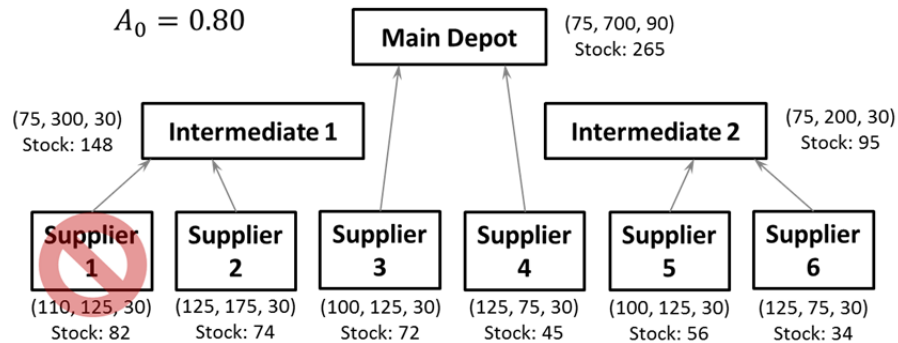 A₀ = 0.80
Main Depot
(75, 700, 90)
Stock: 265
(75, 300, 30)
Stock: 148
Intermediate 1
Intermediate 2
(75, 200, 30)
Stock: 95
Supplier 1
Supplier 2
Supplier 3
Supplier 4
Supplier 5
Supplier 6
(110, 125, 30)
Stock: 82
(125, 175, 30)
Stock: 74
(100, 125, 30)
Stock: 72
(125, 75, 30)
Stock: 45
(100, 125, 30)
Stock: 56
(125, 75, 30)
Stock: 34